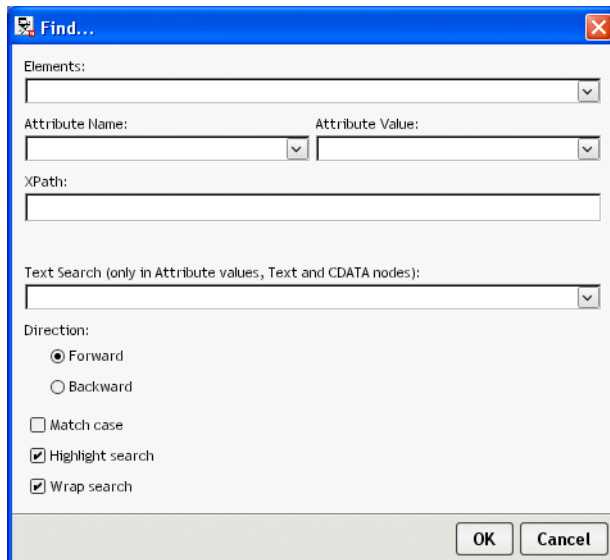 Find...
Elements:
Attribute Name: Attribute Value:
XPath:
Text Search (only in Attribute values, Text and CDATA nodes):
Direction:
Forward
Backward
Match case
Highlight search
Wrap search
OK Cancel